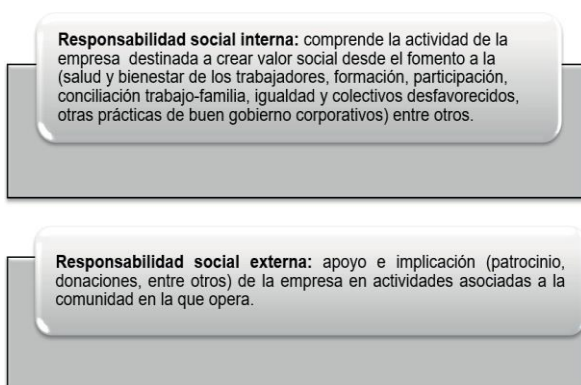 Responsabilidad social interna: comprende la actividad de la
empresa destinada a crear valor social desde el fomento a la
(salud y bienestar de los trabajadores, formación, participación,
conciliación trabajo-familia, igualdad y colectivos desfavorecidos,
otras prácticas de buen gobierno corporativos) entre otros.
Responsabilidad social externa: apoyo e implicación (patrocinio,
donaciones, entre otros) de la empresa en actividades asociadas a la
comunidad en la que opera.